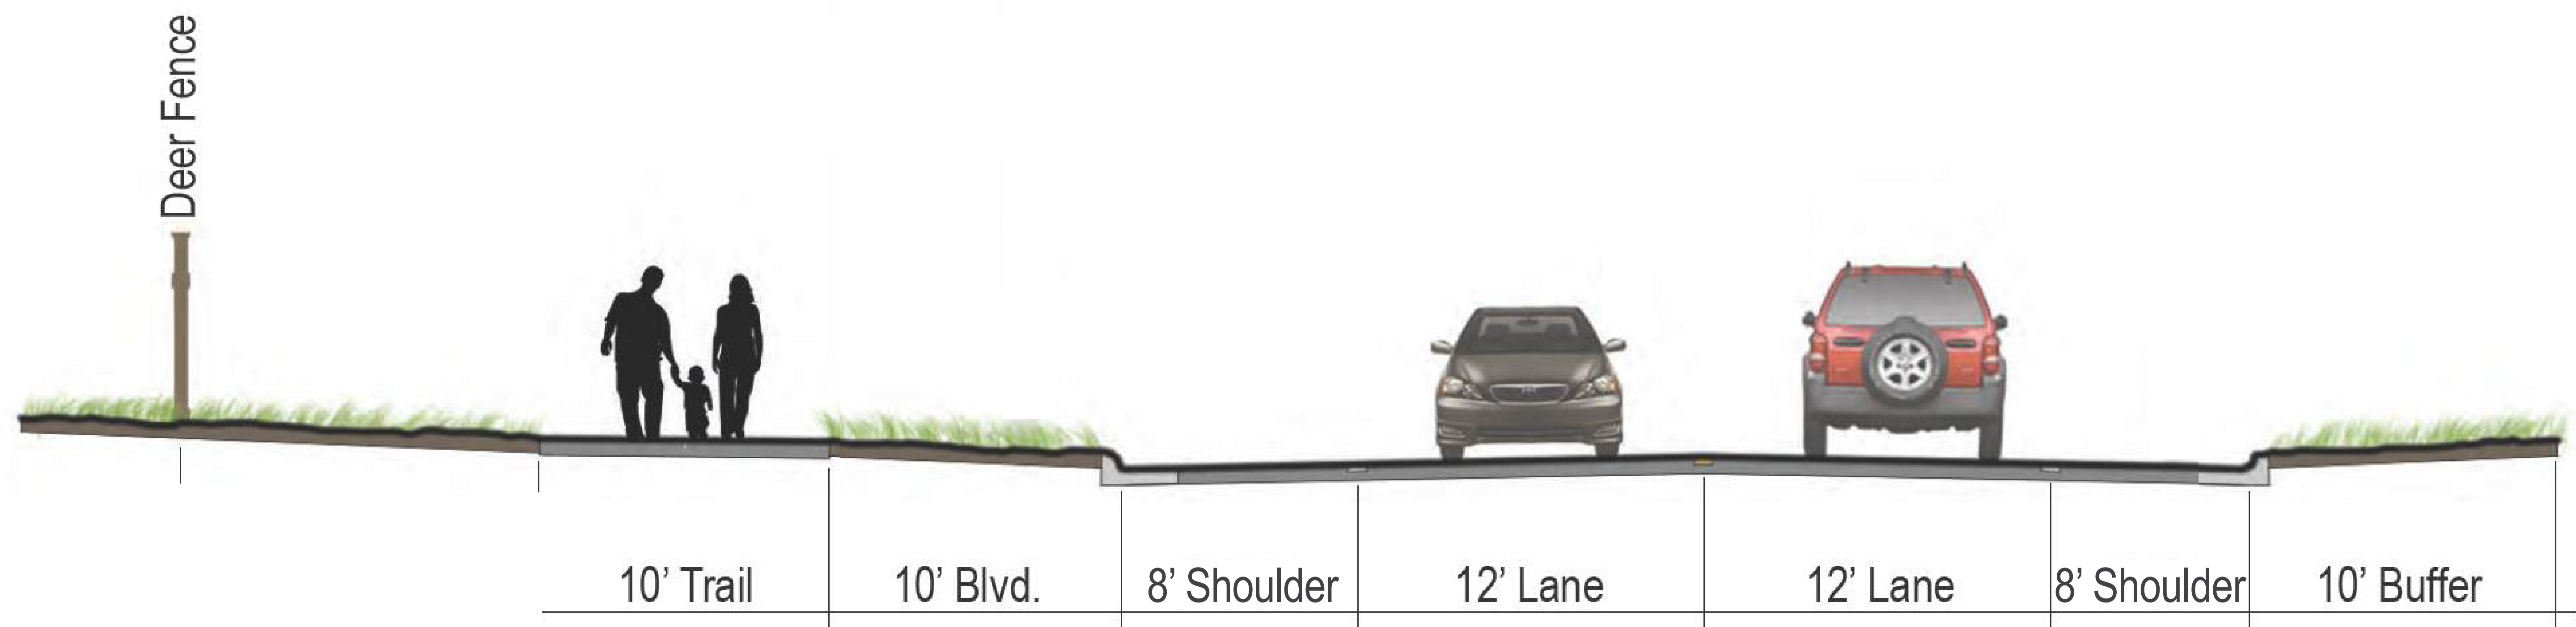 Deer Fence
10’ Trail
10’ Blvd.
8’ Shoulder
12’ Lane
12’ Lane
8’ Shoulder
10’ Buffer